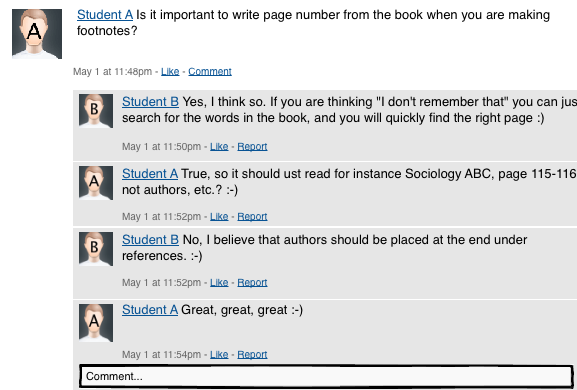 A
Student A Is it important to write page number from the book when you are making
footnotes?
May 1 at 11:48pm - Like - Comment
B
Student B Yes, I think so. If you are thinking "I don't remember that" you can jus
search for the words in the book, and you will quickly find the right page :)
May 1 at 11:50pm - Like - Report
A
Student A True, so it should ust read for instance Sociology ABC, page 115-116
not authors, etc.? :-)
May 1 at 11:52pm - Like - Report
B
Student B No, I believe that authors should be placed at the end under
references. :-)
May 1 at 11:52pm - Like - Report
A
Student A Great, great, great :-)
May 1 at 11:54pm - Like - Report
Comment...